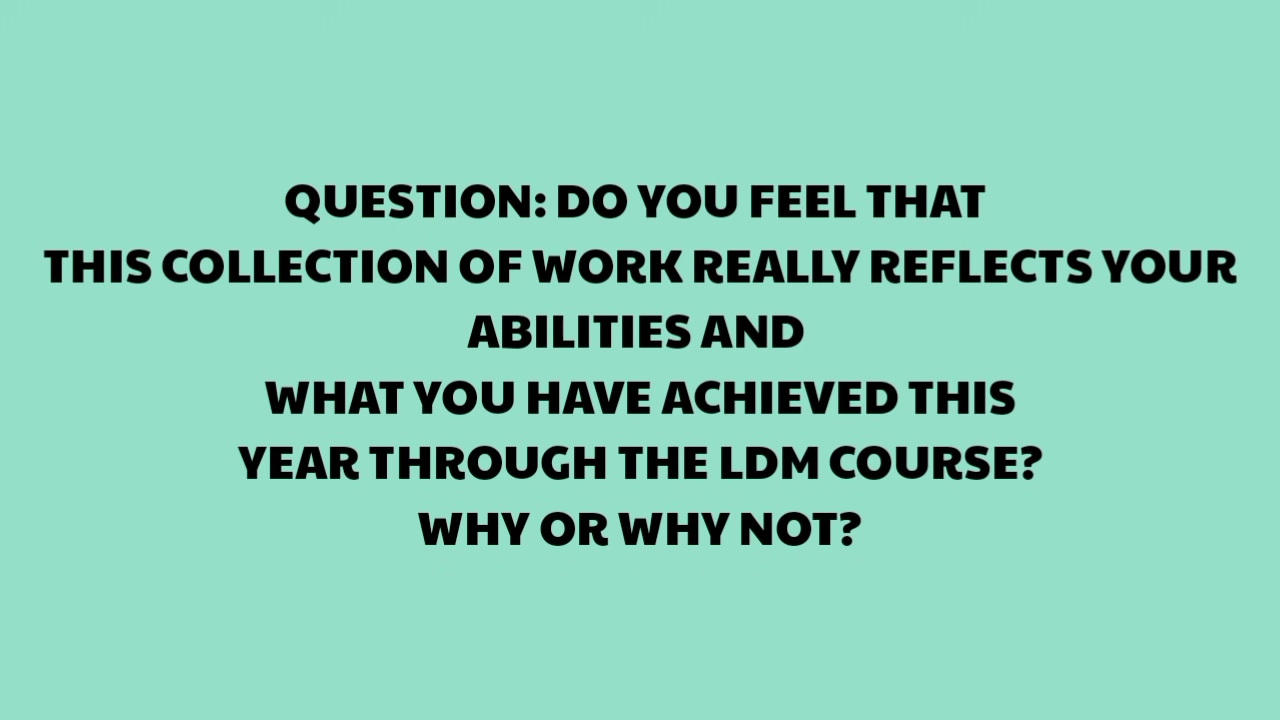 QUESTION: DO YOU FEEL THAT
THIS COLLECTION OF WORK REALLY REFLECTS YOUR
ABILITIES AND
WHAT YOU HAVE ACHIEVED THIS
YEAR THROUGH THE LDM COURSE?
WHY OR WHY NOT?